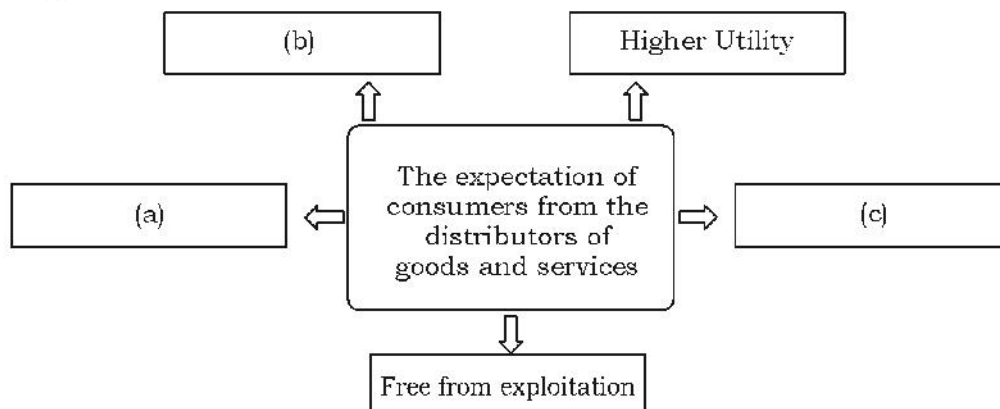 (b)
Higher Utility
The expectation of
consumers from the
distributors of
goods and services
(a)
(c)
Free from exploitation